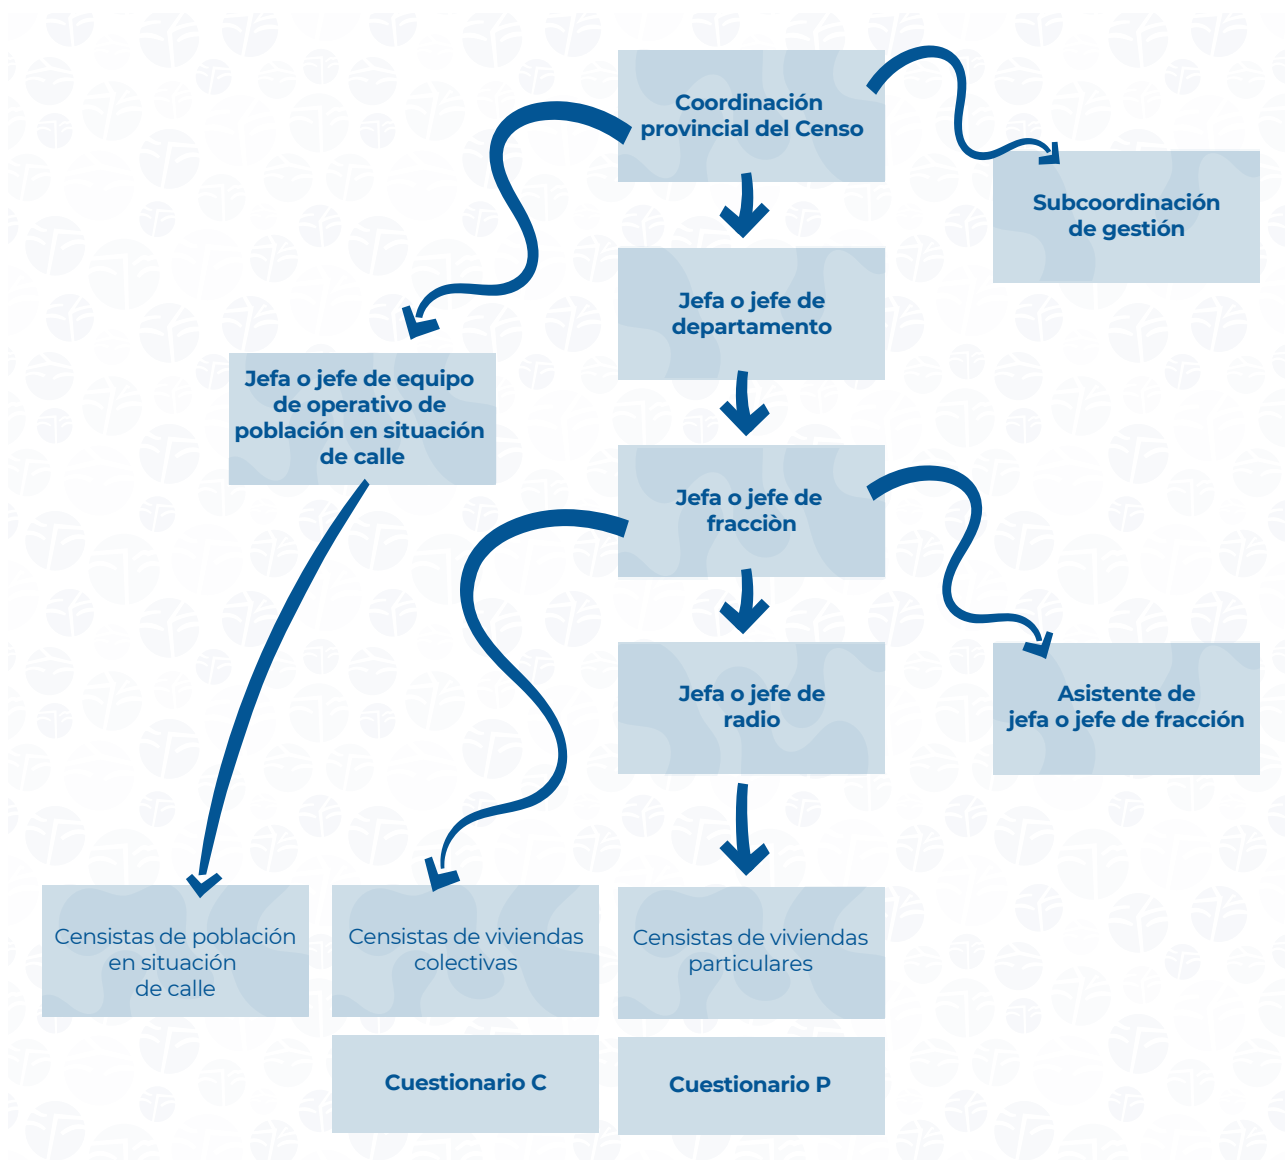 Coordinación
provincial del Censo
Subcoordinación
de gestión
Jefa o jefe de
departamento
Jefa o jefe de equipo
de operativo de
población en situación
de calle
Jefa o jefe de
fracciòn
Jefa o jefe de
radio
Asistente de
jefa o jefe de fracción
Censistas de población
en situación
de calle
Censistas de viviendas
colectivas
Censistas de viviendas
particulares
Cuestionario C
Cuestionario P